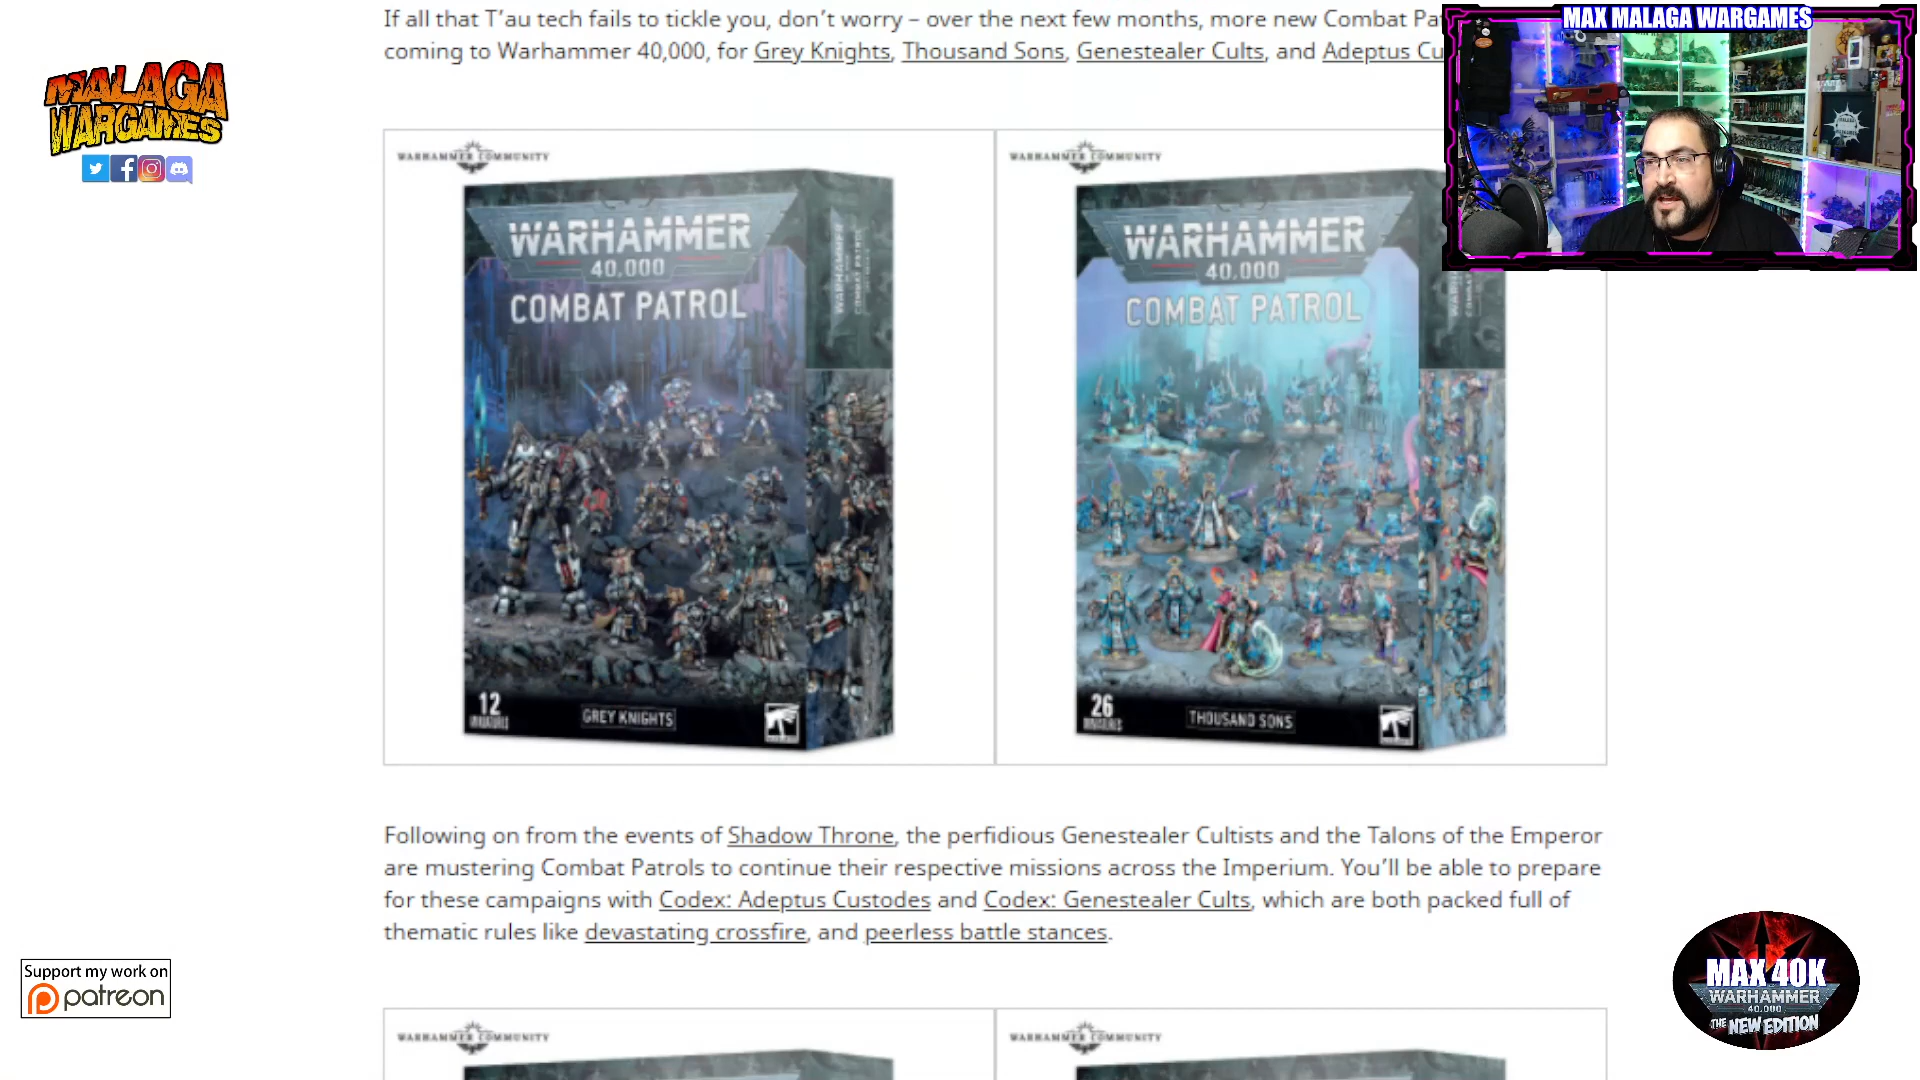 If all that T'au tech fails to tickle you, don't worry – over the next few months, more new Combat Pa
coming to Warhammer 40,000, for Grey Knights, Thousand Sons, Genestealer Cults, and Adeptus Cu
MAX MALAGA WARGAMES
MALAGA
WARGAMES
WARHAMMER COMMUNITY
WARHAMMER COMMUNITY
WARHAMMER
40,000
COMBAT PATROL
12
MINIATURES
GREY KNIGHTS
WARHAMMER
40,000
COMBAT PATROL
26
MINIATURES
THOUSAND SONS
Following on from the events of Shadow Throne, the perfidious Genestealer Cultists and the Talons of the Emperor
are mustering Combat Patrols to continue their respective missions across the Imperium. You'll be able to prepare
for these campaigns with Codex: Adeptus Custodes and Codex: Genestealer Cults, which are both packed full of
thematic rules like devastating crossfire, and peerless battle stances.
Support my work on
patreon
MAX 40K
WARHAMMER
40,000
THE NEW EDITION
WARHAMMER COMMUNITY
WARHAMMER COMMUNITY